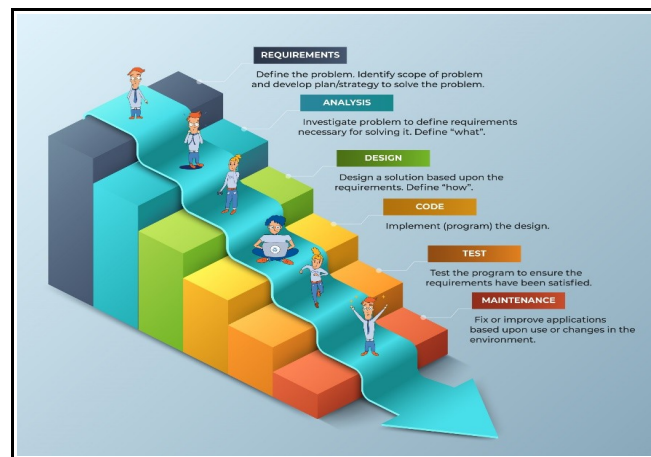 REQUIREMENTS
Define the problem. Identify scope of problem
and develop plan/strategy to solve the problem.
ANALYSIS
Investigate problem to define requirements
necessary for solving it. Define “what”.
DESIGN
Design a solution based upon the
requirements. Define “how”.
CODE
Implement (program) the design.
TEST
Test the program to ensure the
requirements have been satisfied.
MAINTENANCE
Fix or improve applications
based upon use or changes in the
environment.